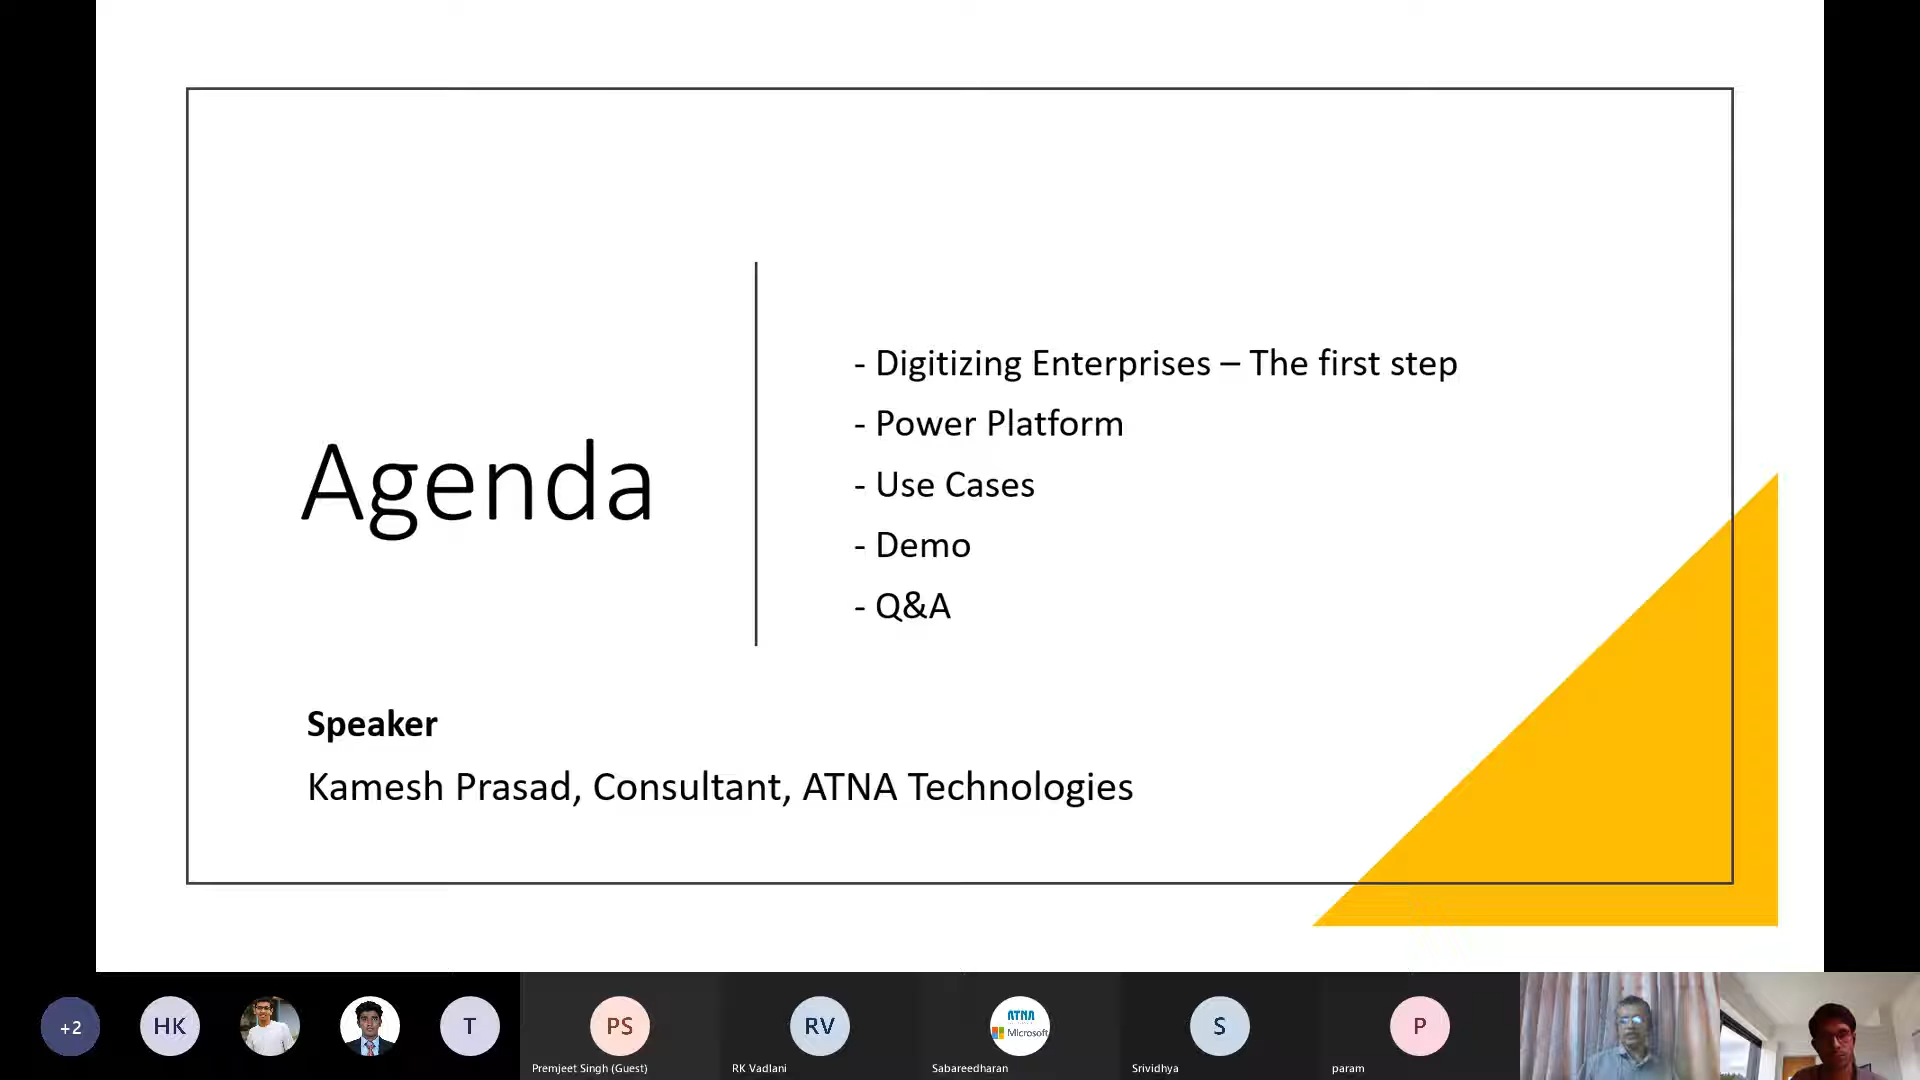 Agenda
- Digitizing Enterprises – The first step
- Power Platform
- Use Cases
- Demo
- Q&A
Speaker
Kamesh Prasad, Consultant, ATNA Technologies
+2
HK
T
PS
Premjeet Singh (Guest)
RV
RK Vadlani
ATNA
Microsoft
Sabareedharan
S
Srividhya
P
param